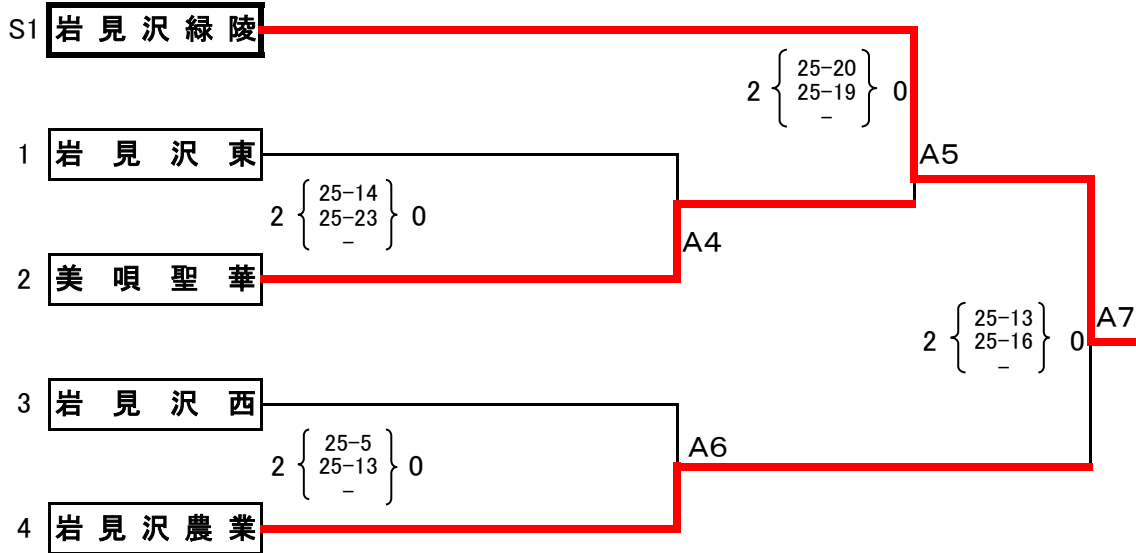 S1 岩見沢緑陵
2 { 25-20 25-19 - } 0
A5
1 岩見沢東
2 { 25-14 25-23 - } 0
A4
2 美唄聖華
2 { 25-13 25-16 - } 0
A7
3 岩見沢西
2 { 25-5 25-13 - } 0
A6
4 岩見沢農業